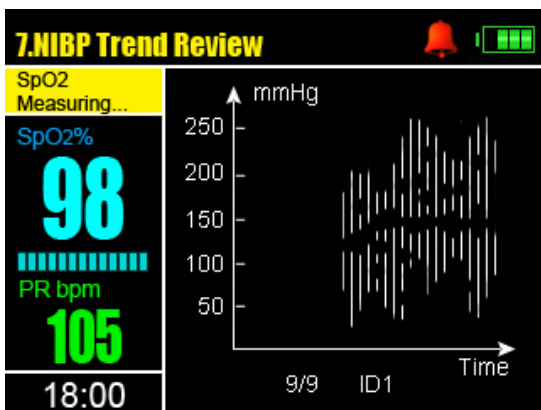 7.NIBP Trend Review
SpO2
Measuring...
SpO2%
98
PR bpm
105
18:00
mmHg
250
200
150
100
50
Time
9/9 ID1